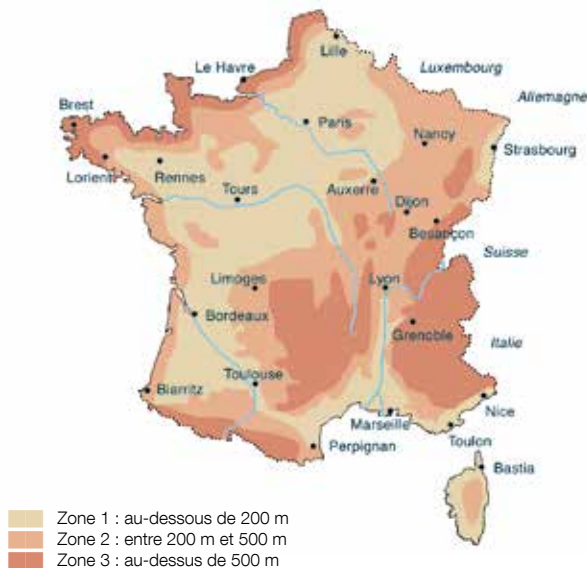 Lille
Le Havre
Luxembourg
Allemagne
Brest
Paris
Nancy
Strasbourg
Lorient
Rennes
Tours
Auxerre
Dijon
Besançon
Suisse
Limoges
Lyon
Bordeaux
Grenoble
Italie
Toulouse
Biarritz
Nice
Marseille
Toulon
Perpignan
Bastia
Zone 1 : au-dessous de 200 m
Zone 2 : entre 200 m et 500 m
Zone 3 : au-dessus de 500 m